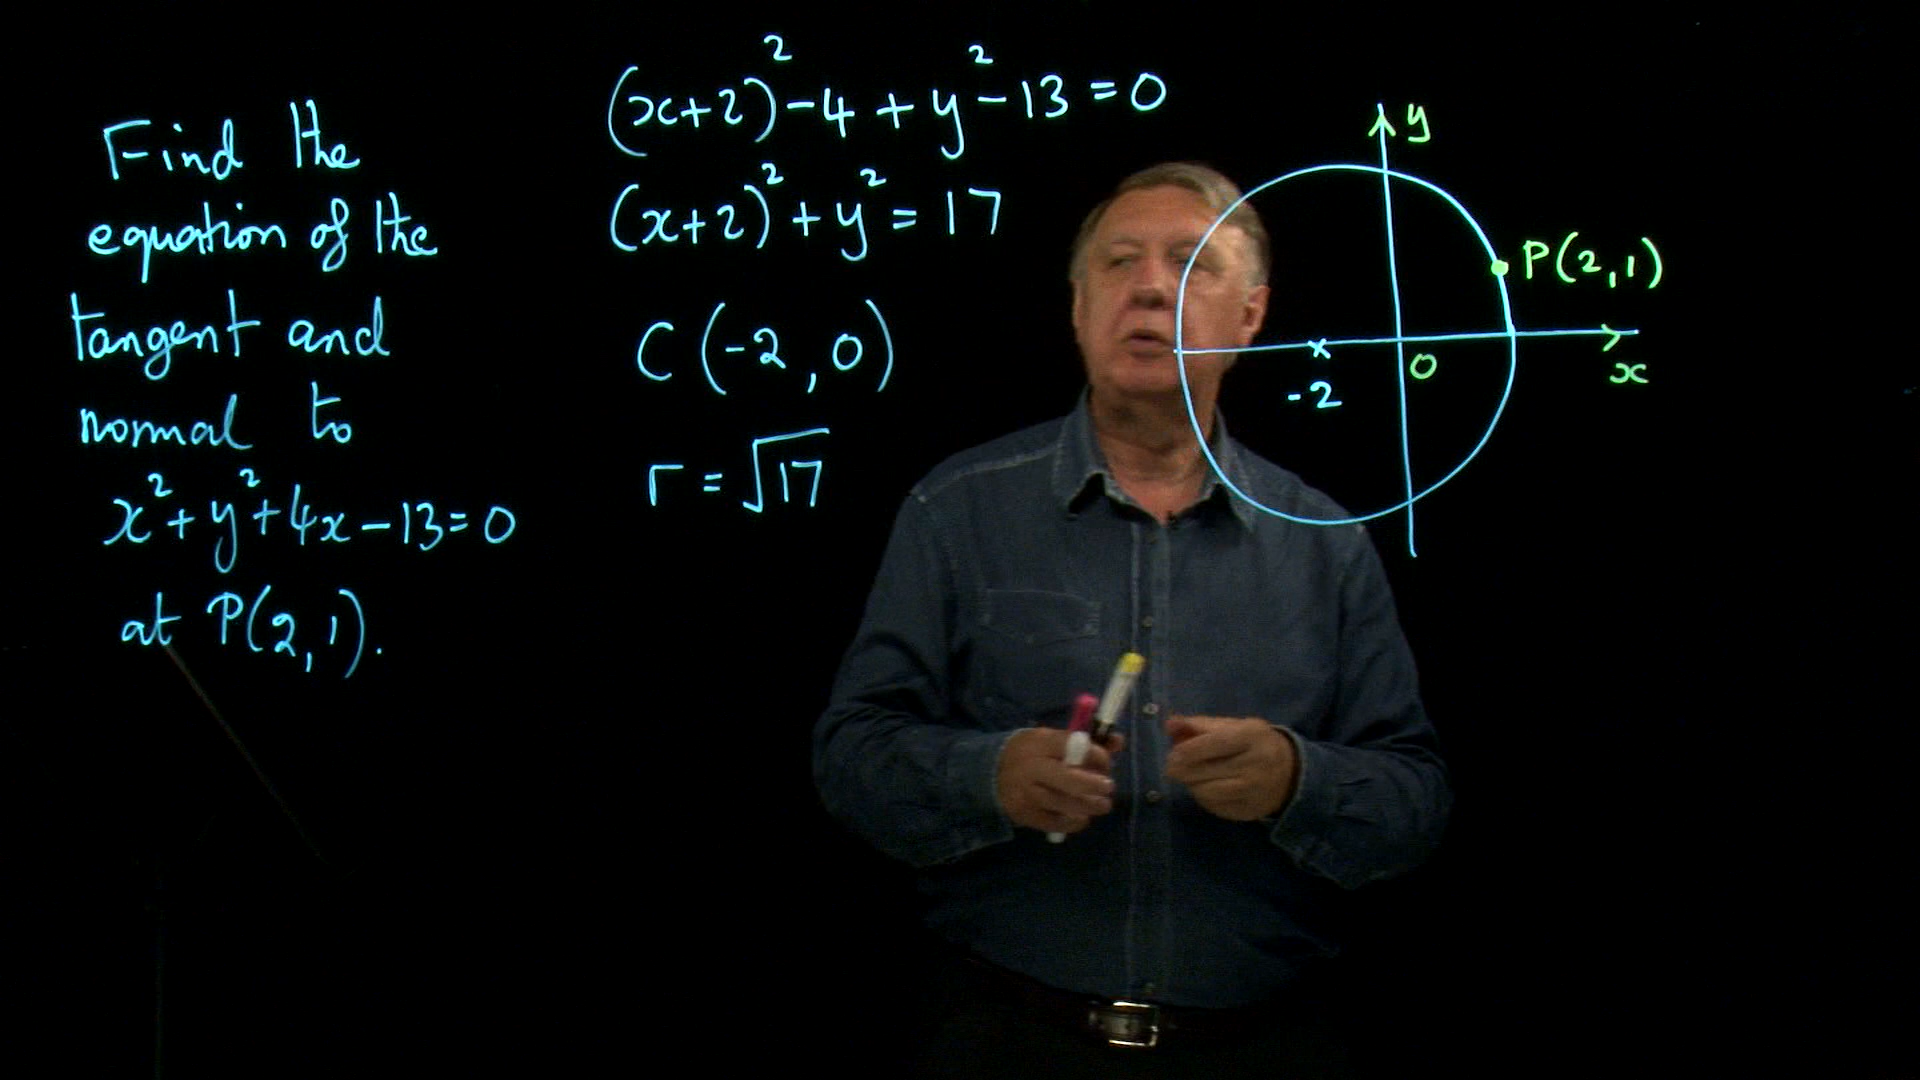 Find the
equation of the
tangent and
normal to
x²+y²+4x-13=0
at P(2,1).
(x+2)²-4+y²-13=0
(x+2)²+y²=17
C(-2,0)
r=√17
y
P(2,1)
0
x
-2